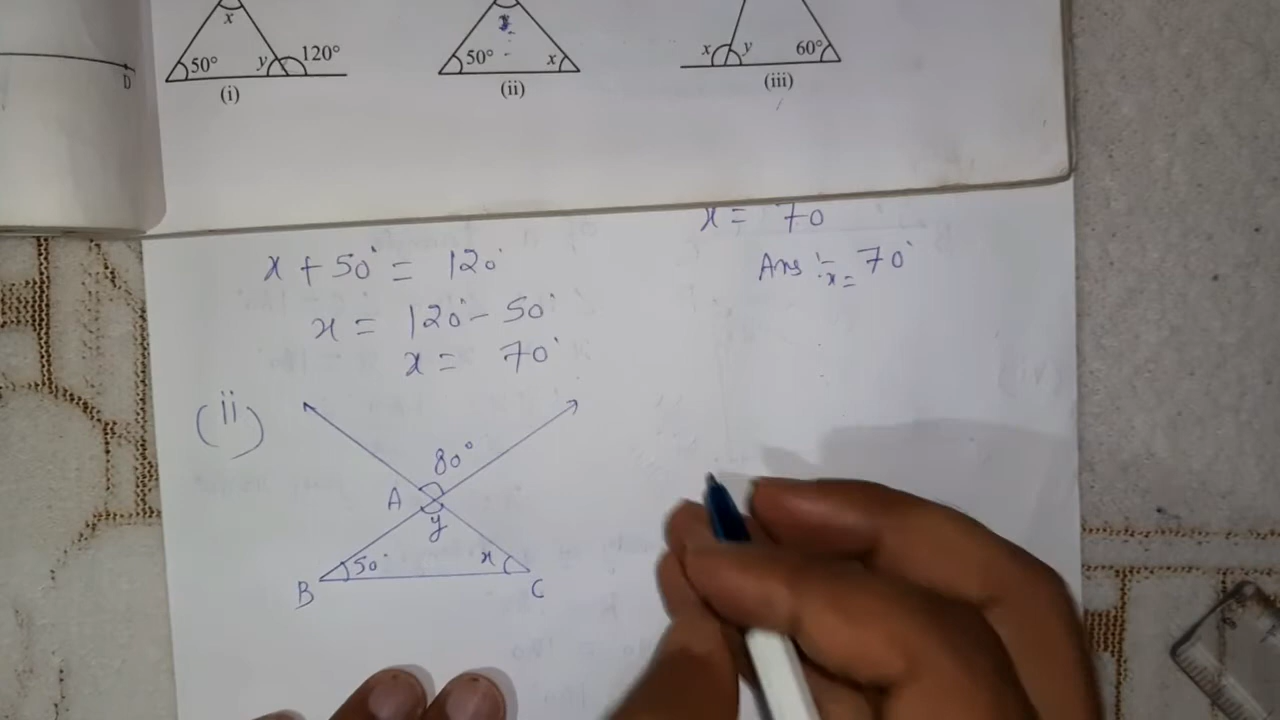 x
50° y 120°
(i)
50° x
(ii)
x y 60°
(iii)
D
x + 50° = 120°
x = 120° - 50°
x = 70°
x = 70
Ans :- x = 70°
(ii)
80°
A
y
50° x
B C